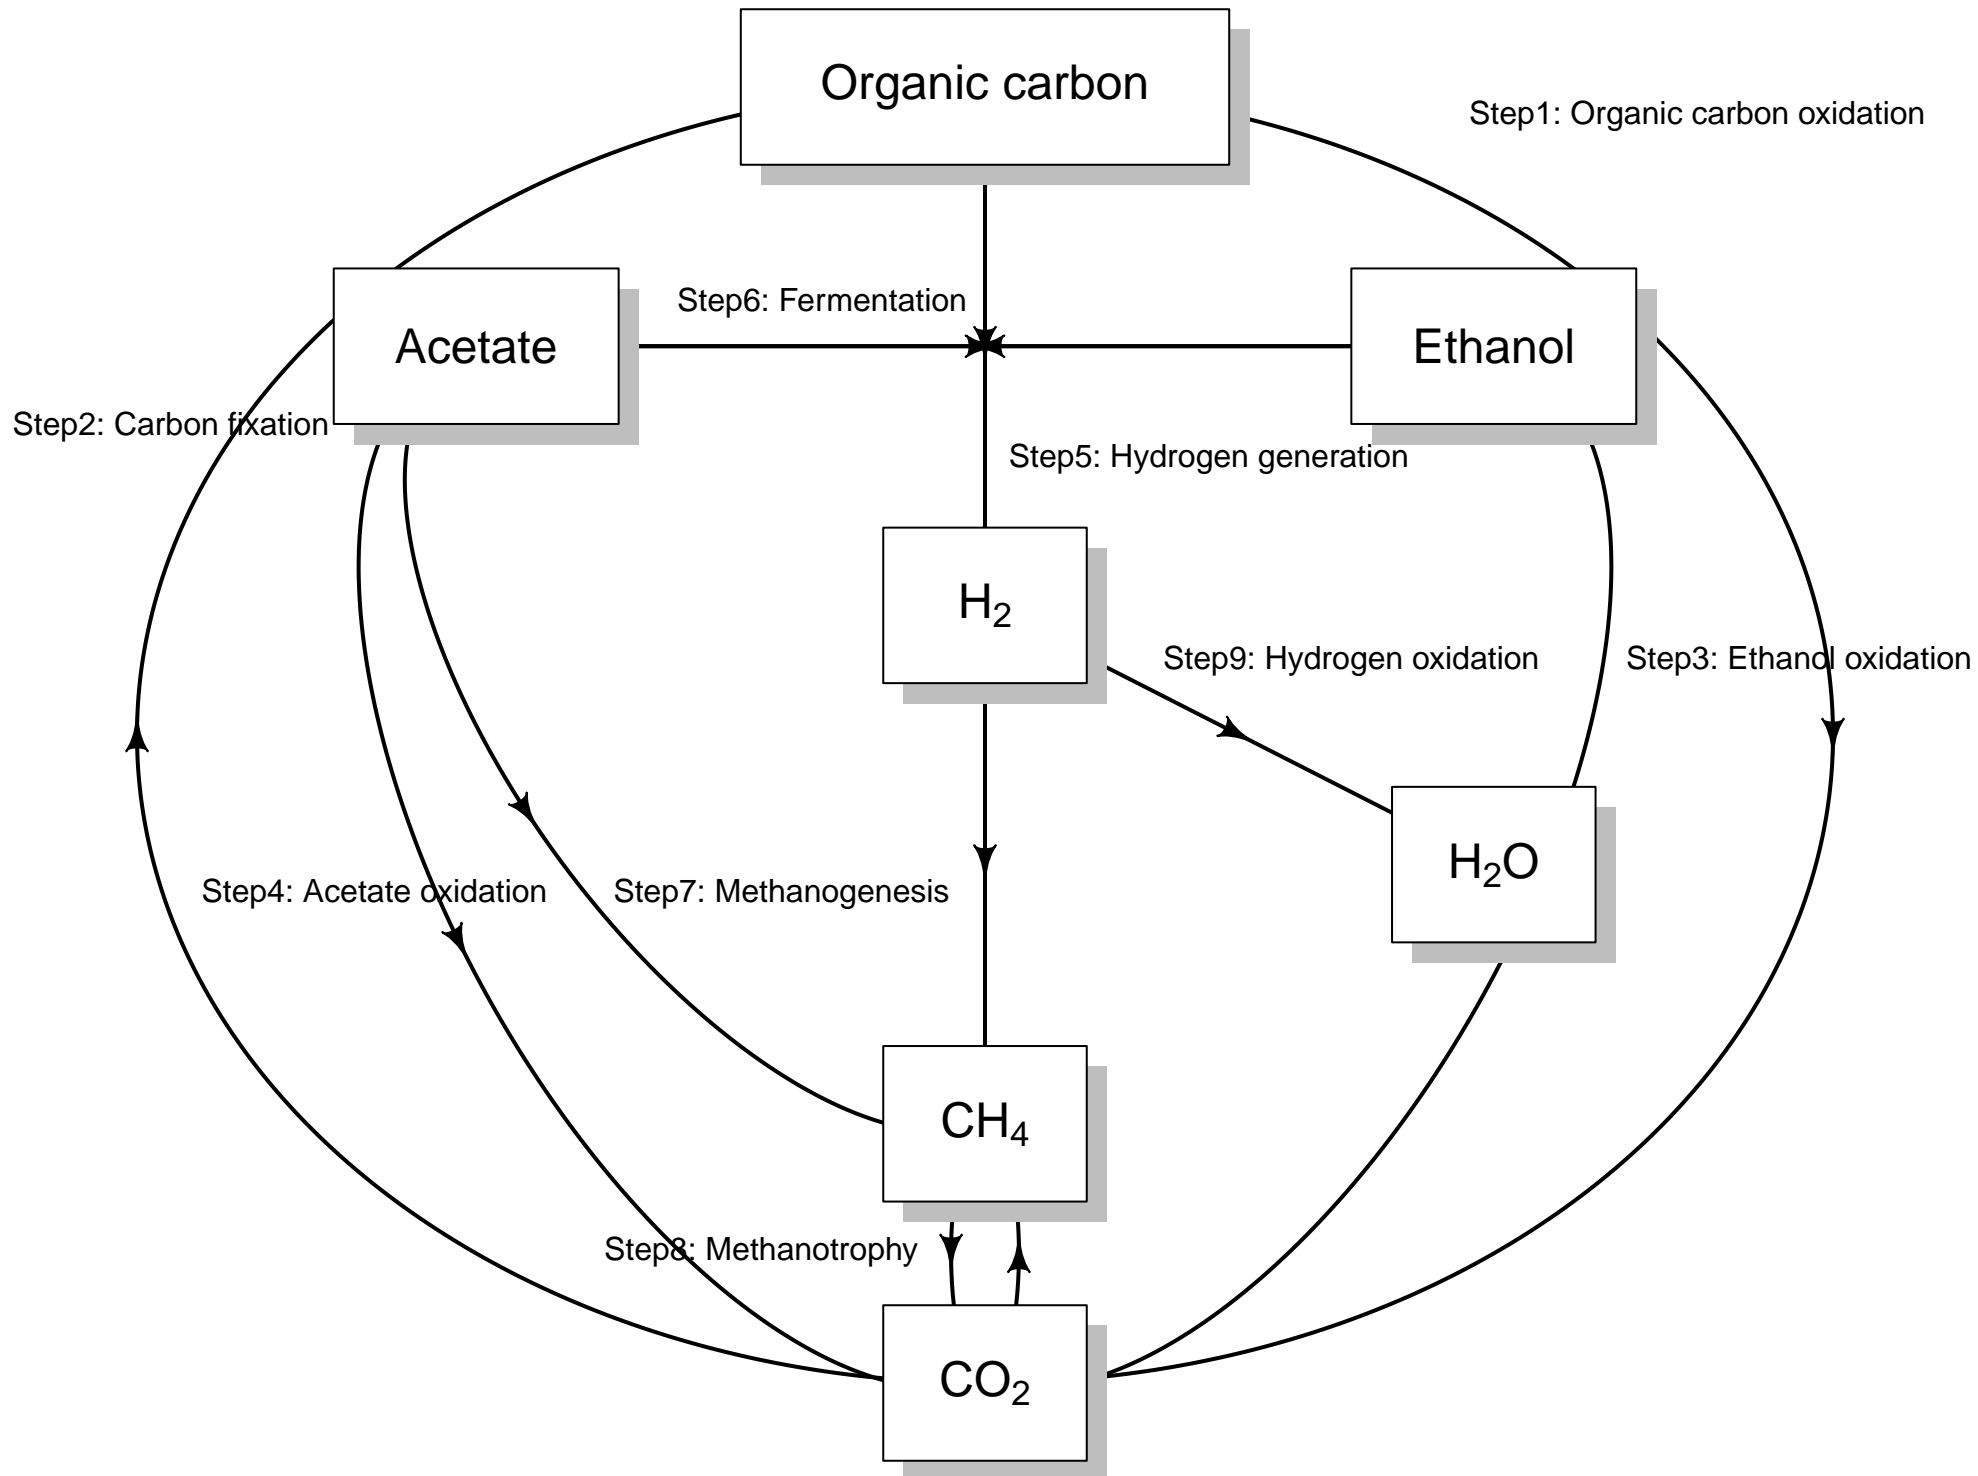 Organic carbon
Step1: Organic carbon oxidation
Step6: Fermentation
Acetate
Ethanol
Step2: Carbon fixation
Step5: Hydrogen generation
H₂
Step9: Hydrogen oxidation
Step3: Ethanol oxidation
H₂O
Step4: Acetate oxidation
Step7: Methanogenesis
CH₄
Step8: Methanotrophy
CO₂